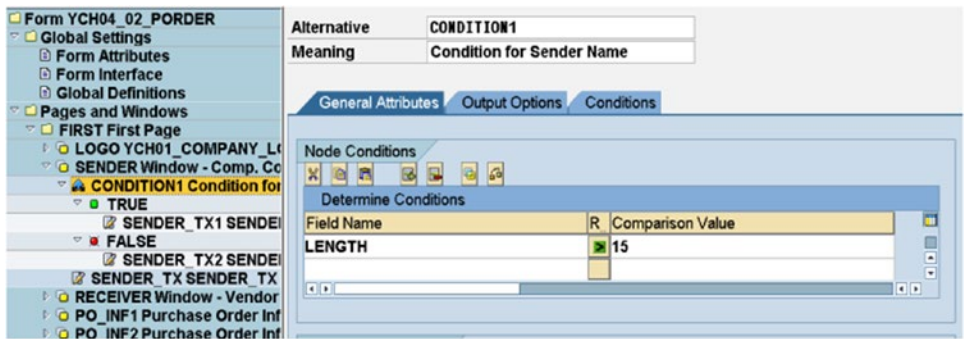 Form YCH04_02_PORDER
Global Settings
Form Attributes
Form Interface
Global Definitions
Pages and Windows
FIRST First Page
LOGO YCH01_COMPANY_L
SENDER Window - Comp. Co
CONDITION1 Condition for
TRUE
SENDER_TX1 SENDE
FALSE
SENDER_TX2 SENDE
SENDER_TX SENDER_TX
RECEIVER Window - Vendor
PO_INF1 Purchase Order Inf
PO_INF2 Purchase Order Inf
Alternative CONDITION1
Meaning Condition for Sender Name
General Attributes Output Options Conditions
Node Conditions
Determine Conditions
Field Name R Comparison Value
LENGTH > 15